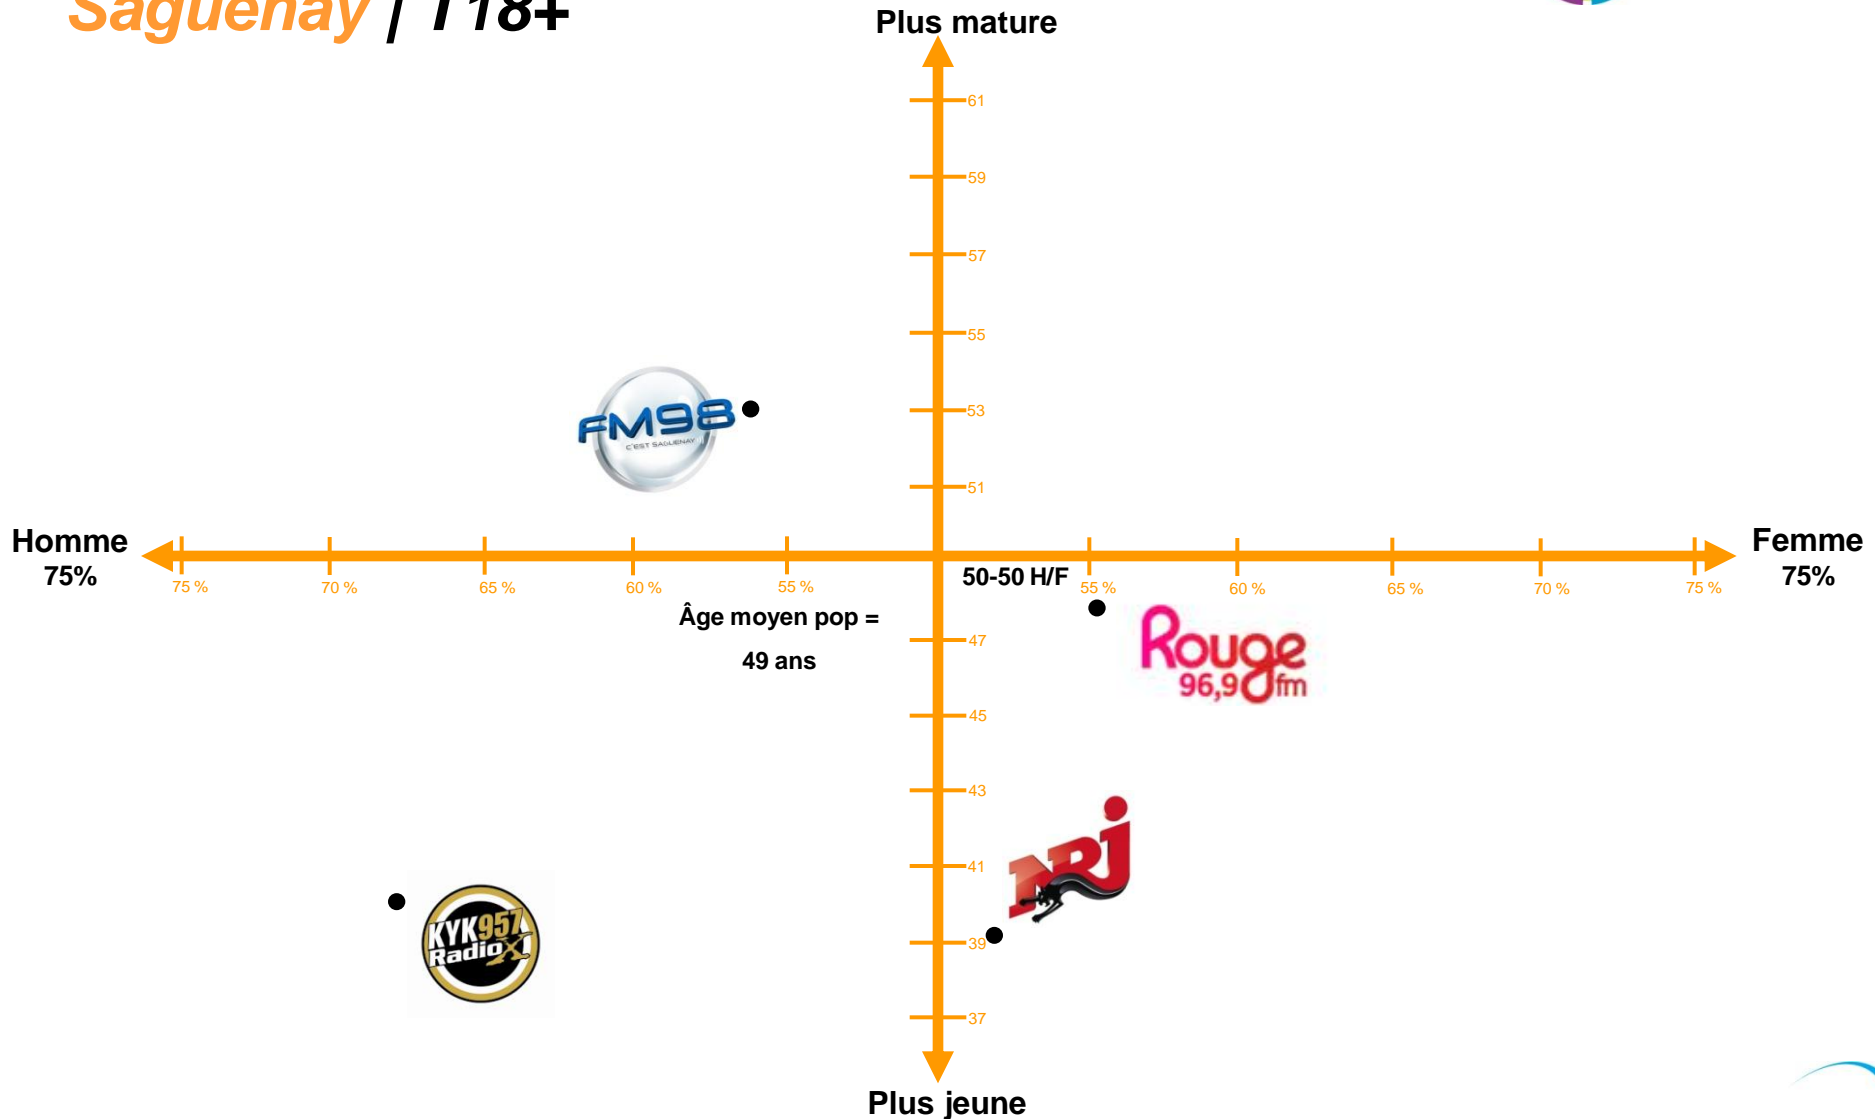 Saguenay | T18+
Plus mature
61
59
57
55
53
FM98
C'EST SAGUENAY
51
Homme
75%
Femme
75%
75 %
70 %
65 %
60 %
55 %
50-50 H/F
55 %
60 %
65 %
70 %
75 %
Âge moyen pop =
49 ans
47
Rouge
96,9 fm
45
43
NRJ
41
KYK957
RadioX
39
37
Plus jeune